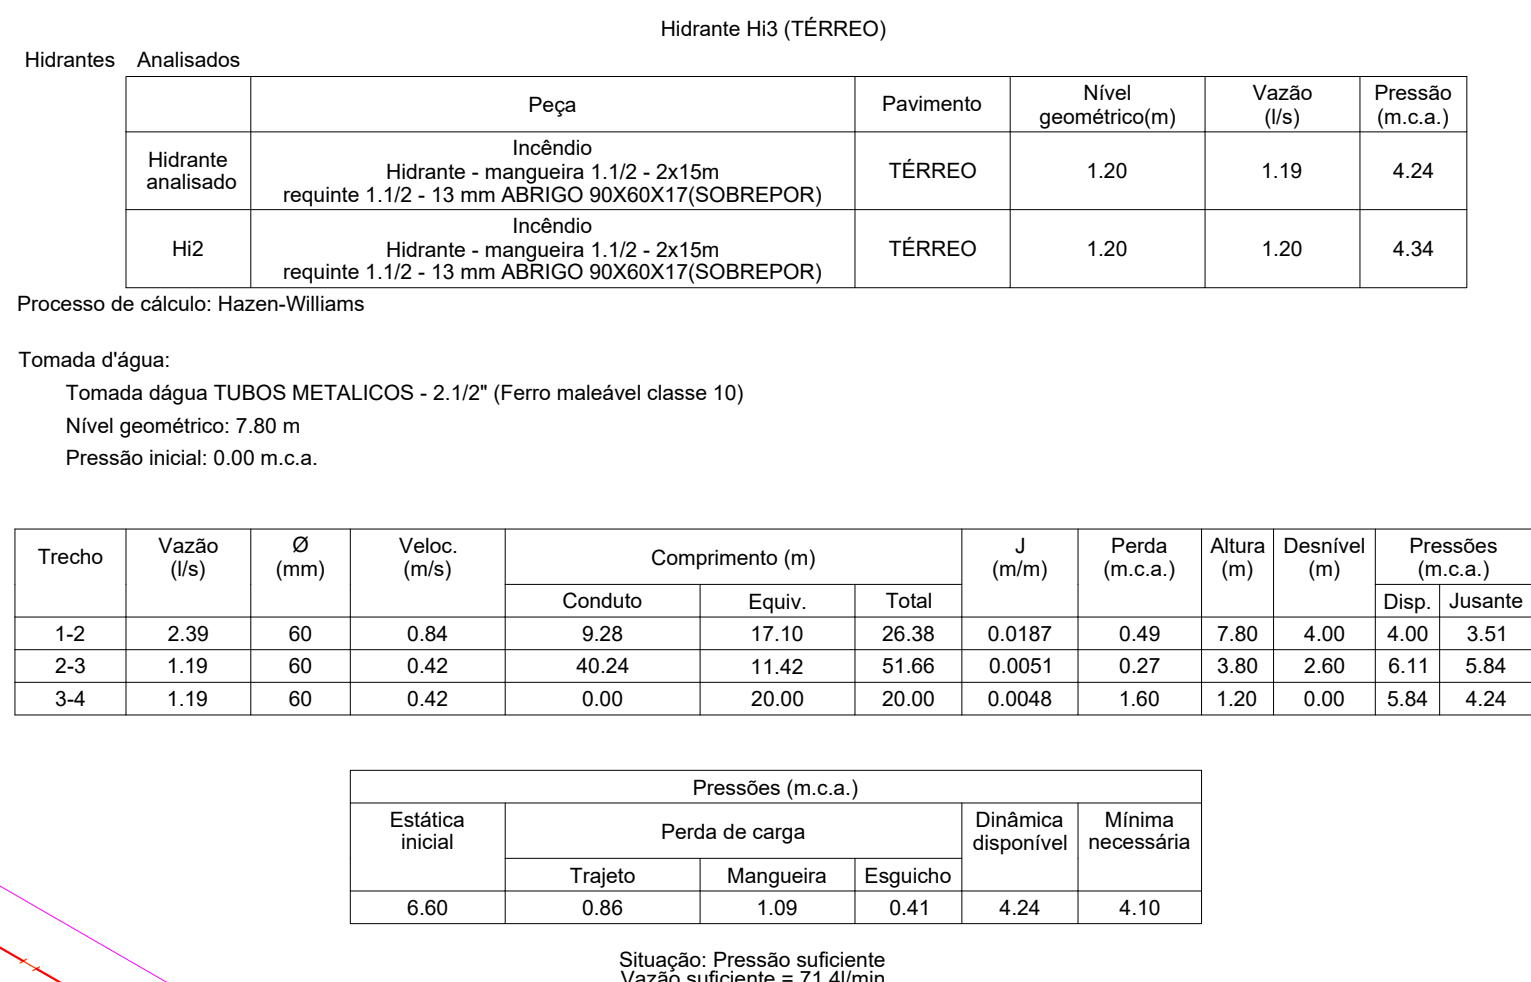 Hidrante Hi3 (TÉRREO)
Hidrantes Analisados
Peça Pavimento Nível geométrico(m) Vazão (l/s) Pressão (m.c.a.)
Hidrante analisado
Incêndio
Hidrante - mangueira 1.1/2 - 2x15m
requinte 1.1/2 - 13 mm ABRIGO 90X60X17(SOBREPOR)
TÉRREO 1.20 1.19 4.24
Hi2
Incêndio
Hidrante - mangueira 1.1/2 - 2x15m
requinte 1.1/2 - 13 mm ABRIGO 90X60X17(SOBREPOR)
TÉRREO 1.20 1.20 4.34
Processo de cálculo: Hazen-Williams
Tomada d'água:
Tomada dágua TUBOS METALICOS - 2.1/2" (Ferro maleável classe 10)
Nível geométrico: 7.80 m
Pressão inicial: 0.00 m.c.a.
Trecho Vazão (l/s) Ø (mm) Veloc. (m/s) Comprimento (m) J (m/m) Perda (m.c.a.) Altura (m) Desnível (m) Pressões (m.c.a.)
Conduto Equiv. Total Disp. Jusante
1-2 2.39 60 0.84 9.28 17.10 26.38 0.0187 0.49 7.80 4.00 4.00 3.51
2-3 1.19 60 0.42 40.24 11.42 51.66 0.0051 0.27 3.80 2.60 6.11 5.84
3-4 1.19 60 0.42 0.00 20.00 20.00 0.0048 1.60 1.20 0.00 5.84 4.24
Pressões (m.c.a.)
Estática inicial Perda de carga Dinâmica disponível Mínima necessária
Trajeto Mangueira Esguicho
6.60 0.86 1.09 0.41 4.24 4.10
Situação: Pressão suficiente
Vazão suficiente = 71,4l/min